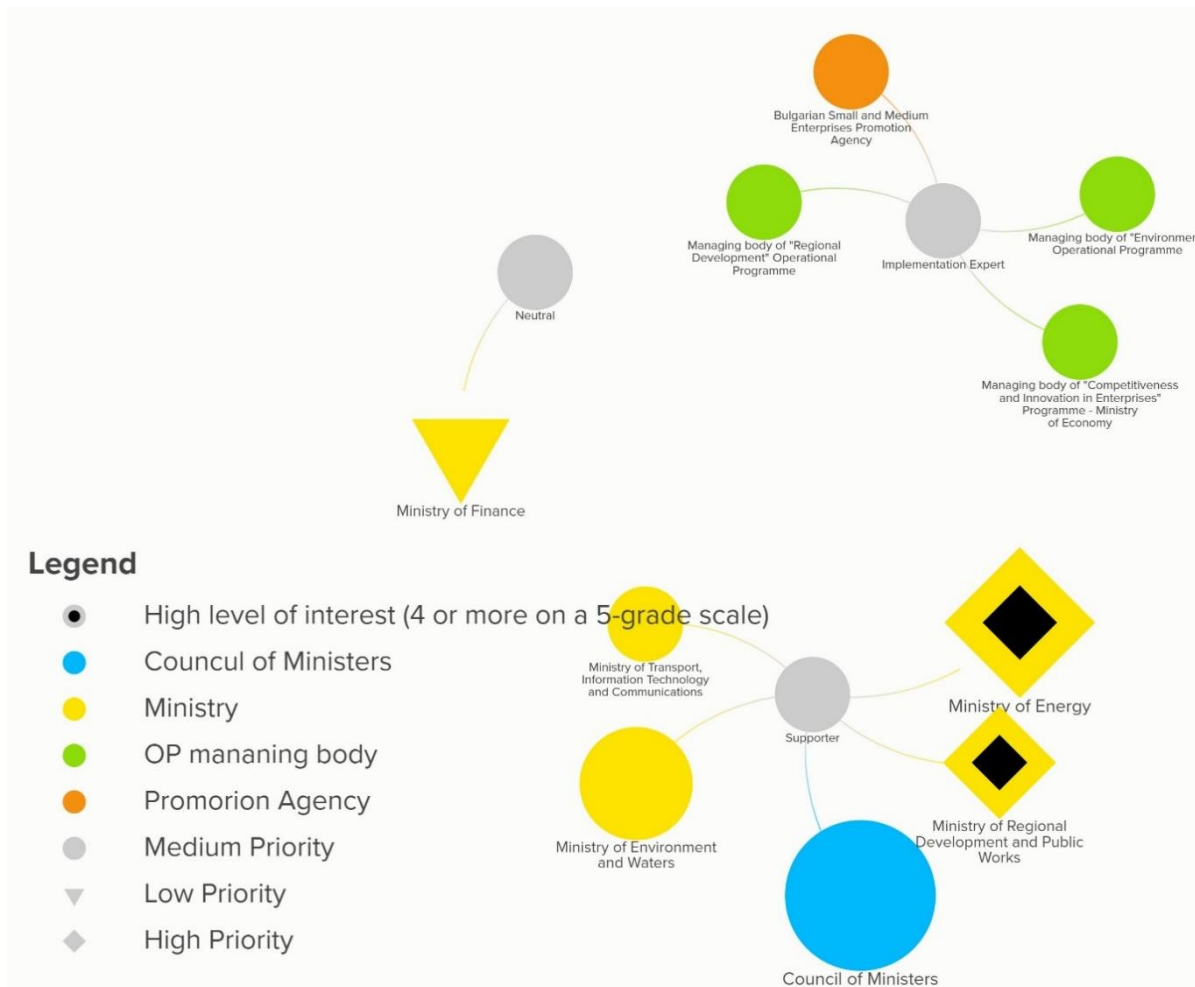 Bulgarian Small and Medium
Enterprises Promotion
Agency
Managing body of "Regional
Development" Operational
Programme
Implementation Expert
Managing body of "Environmen
Operational Programme
Managing body of "Competitiveness
and Innovation in Enterprises"
Programme - Ministry
of Economy
Neutral
Ministry of Finance
Legend
High level of interest (4 or more on a 5-grade scale)
Councul of Ministers
Ministry
OP mananing body
Promorion Agency
Medium Priority
Low Priority
High Priority
Ministry of Transport,
Information Technology
and Communications
Supporter
Ministry of Energy
Ministry of Environment
and Waters
Ministry of Regional
Development and Public
Works
Council of Ministers